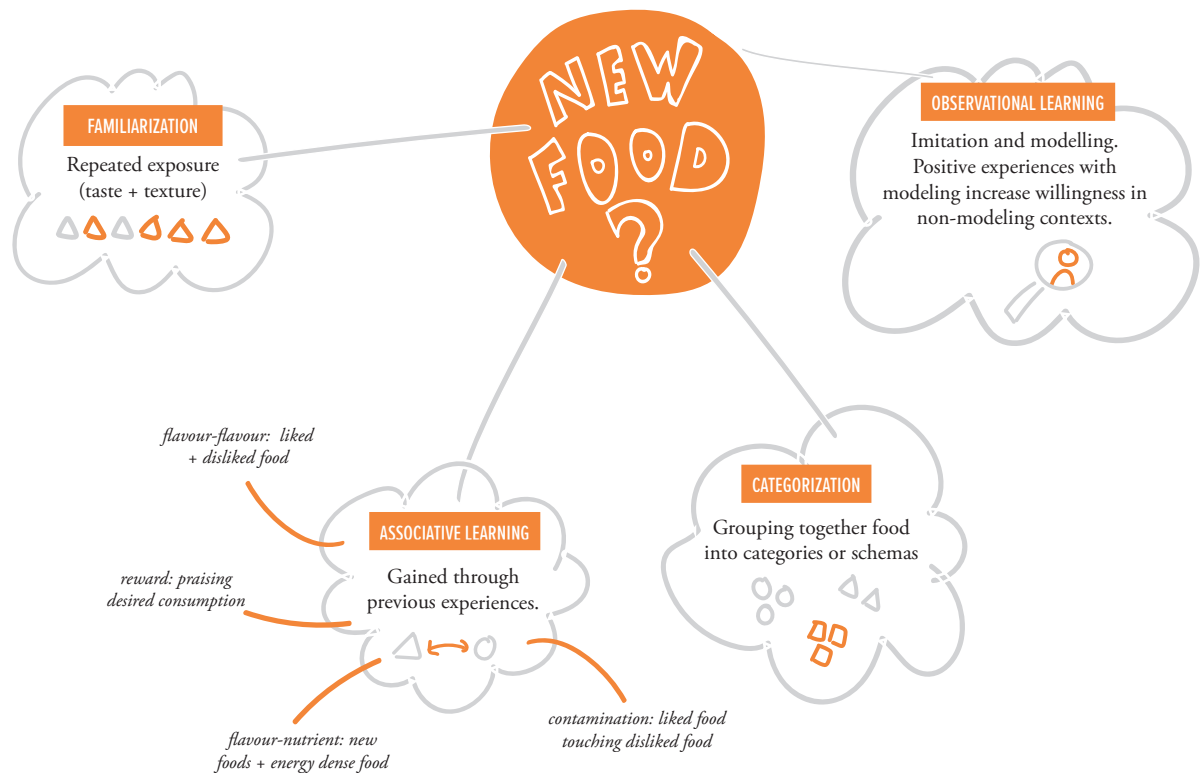 NEW
FOOD
?
FAMILIARIZATION
Repeated exposure
(taste + texture)
OBSERVATIONAL LEARNING
Imitation and modelling.
Positive experiences with
modeling increase willingness in
non-modeling contexts.
flavour-flavour: liked
+ disliked food
reward: praising
desired consumption
ASSOCIATIVE LEARNING
Gained through
previous experiences.
flavour-nutrient: new
foods + energy dense food
contamination: liked food
touching disliked food
CATEGORIZATION
Grouping together food
into categories or schemas